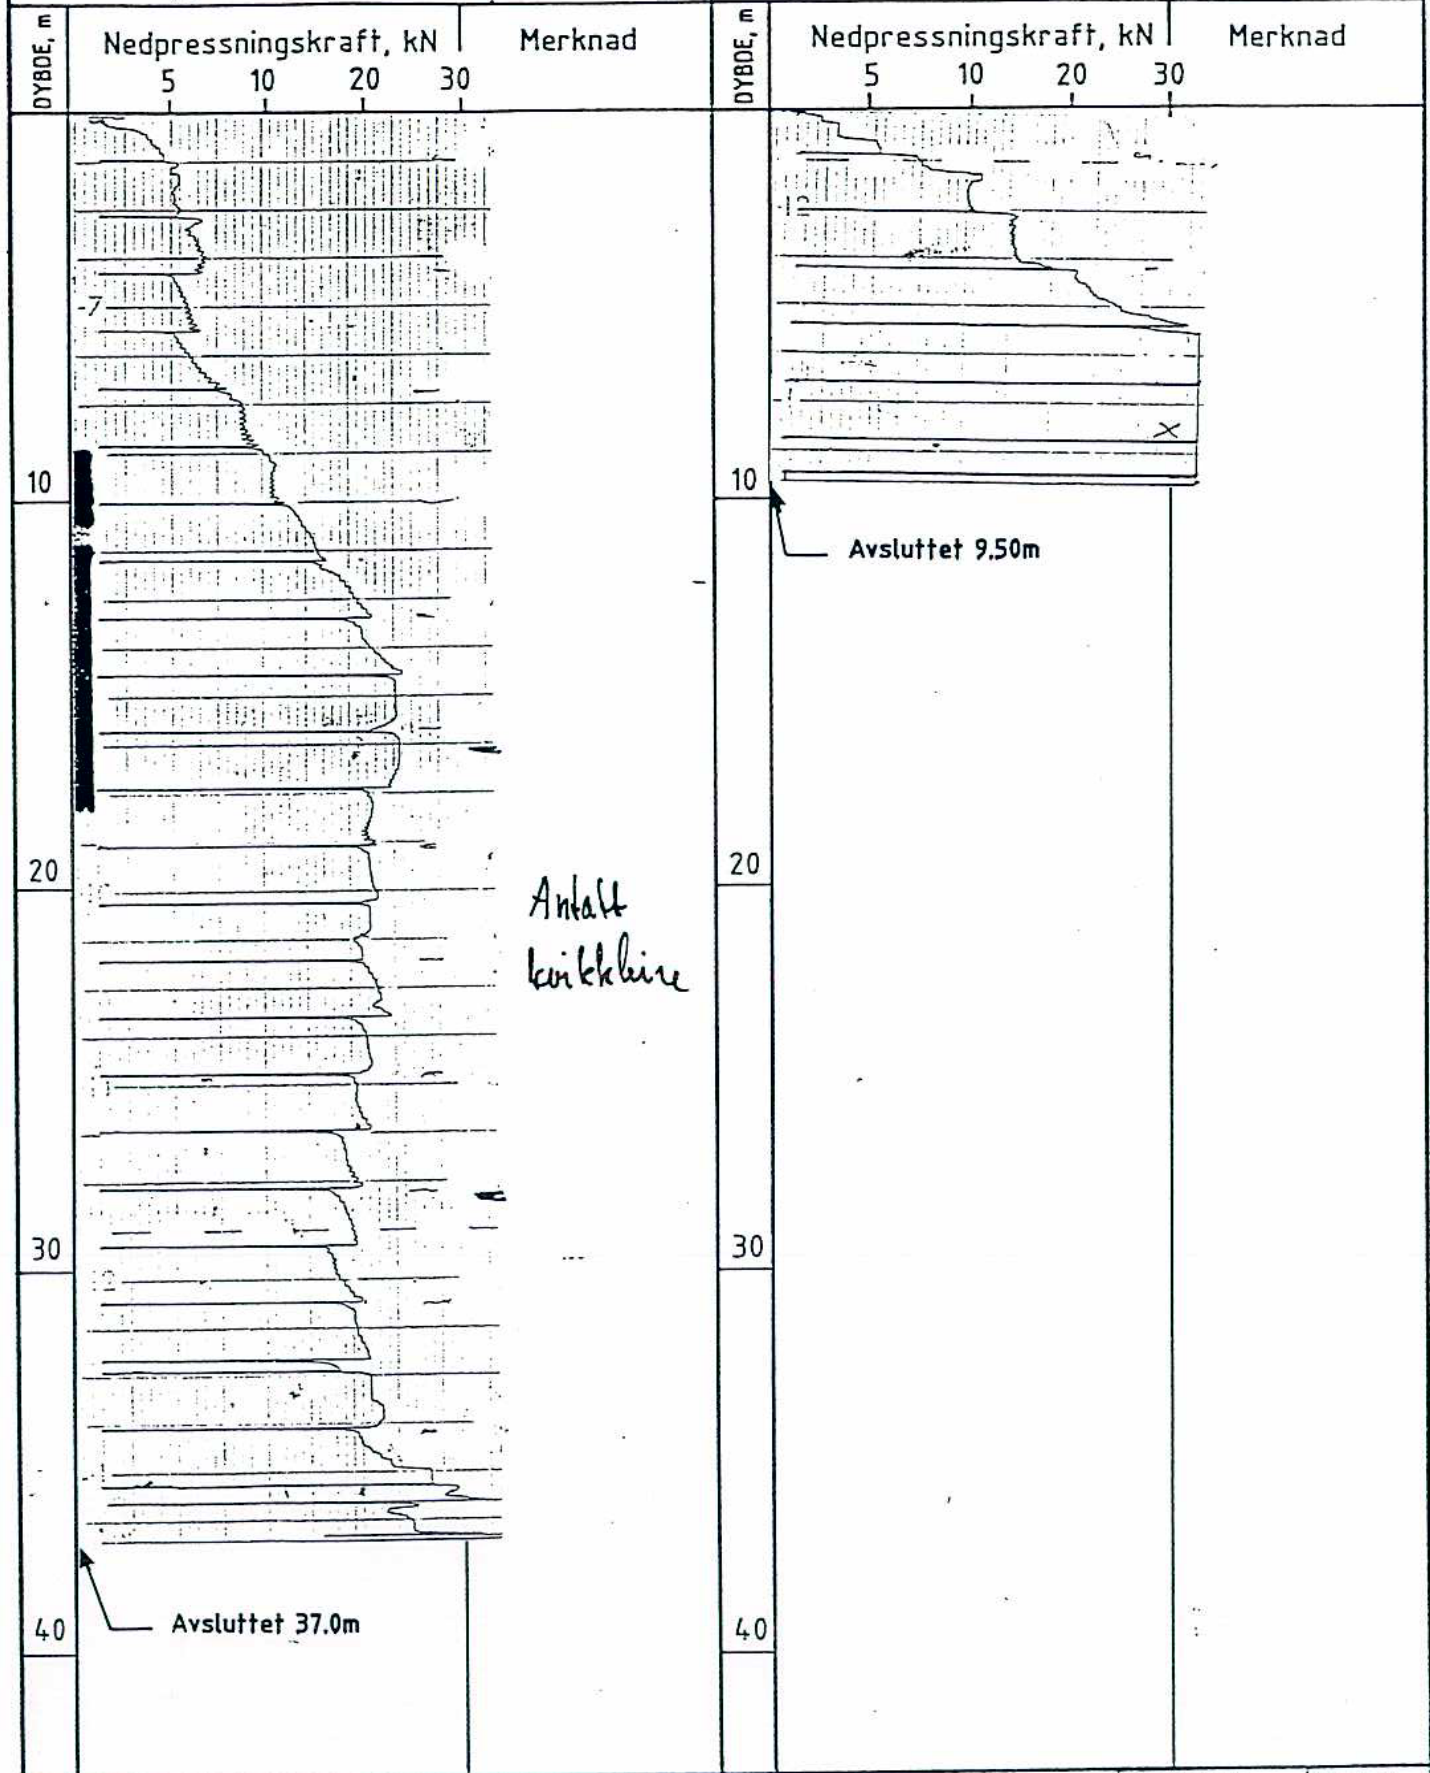 DYBDE, m
Nedpressningskraft, kN
Merknad
5 10 20 30
-7
10
20
30
40
Antatt
kvikkleire
Avsluttet 37.0m
DYBDE, m
Nedpressningskraft, kN
Merknad
5 10 20 30
X
10
Avsluttet 9.50m
20
30
40